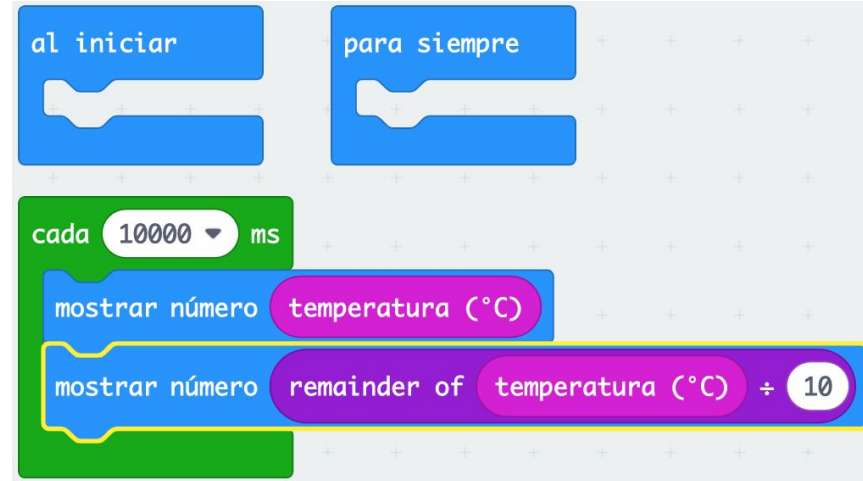 al iniciar
para siempre
cada 10000 ms
mostrar número temperatura (°C)
mostrar número remainder of temperatura (°C) ÷ 10